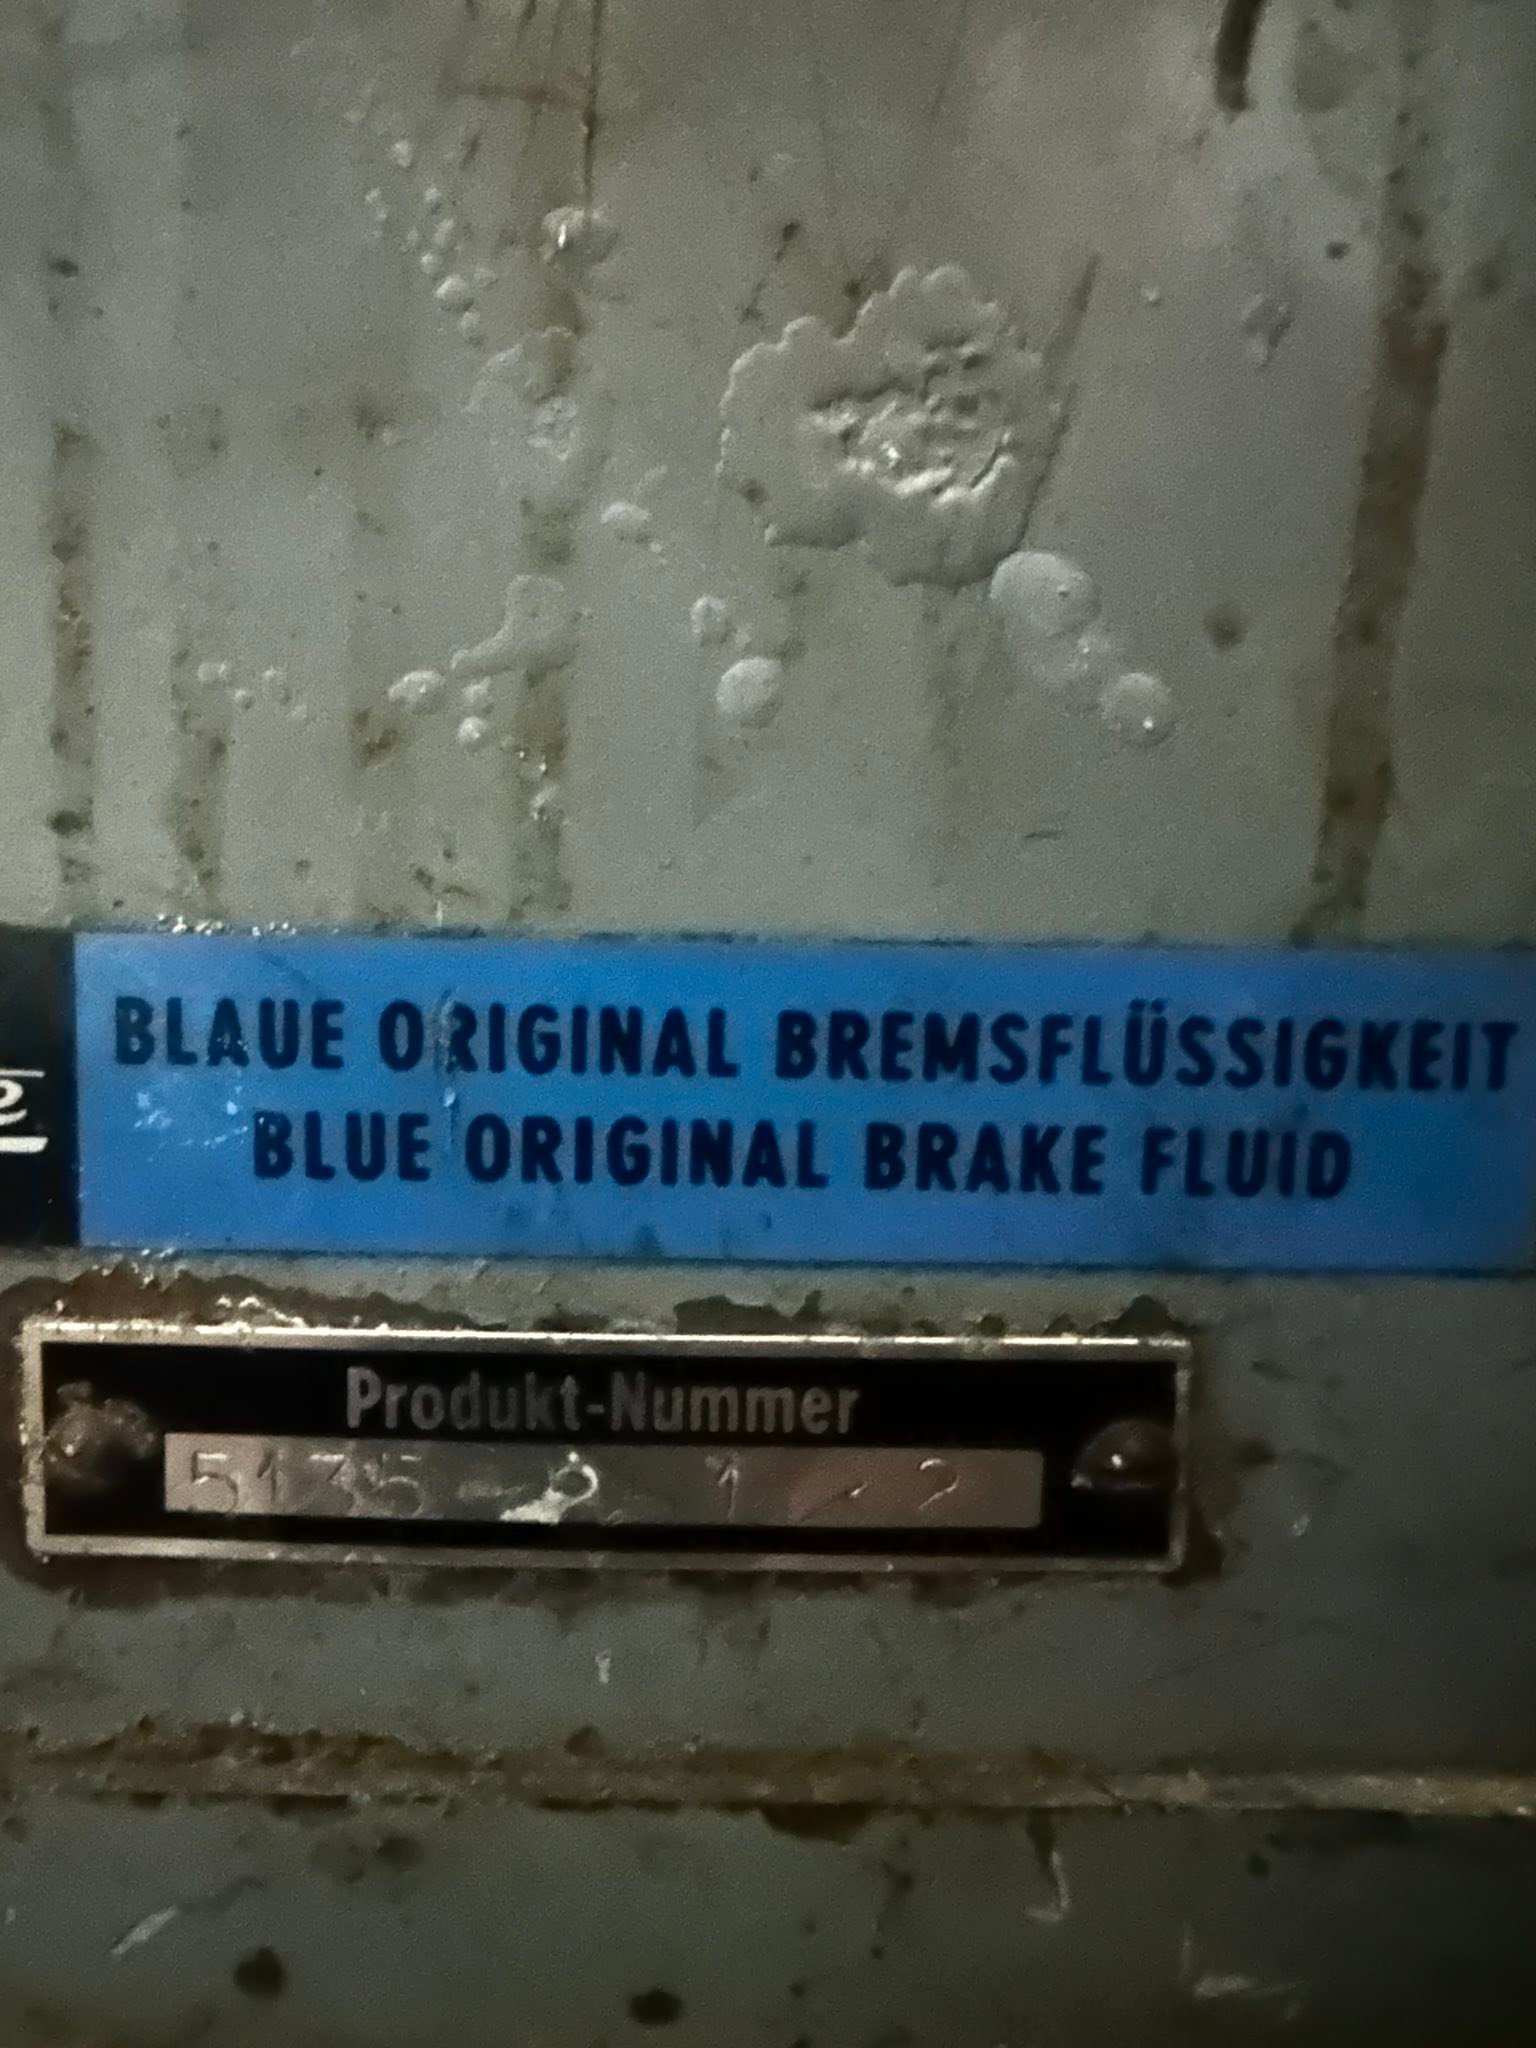 BLAUE ORIGINAL BREMSFLÜSSIGKEIT
e
BLUE ORIGINAL BRAKE FLUID
Produkt-Nummer